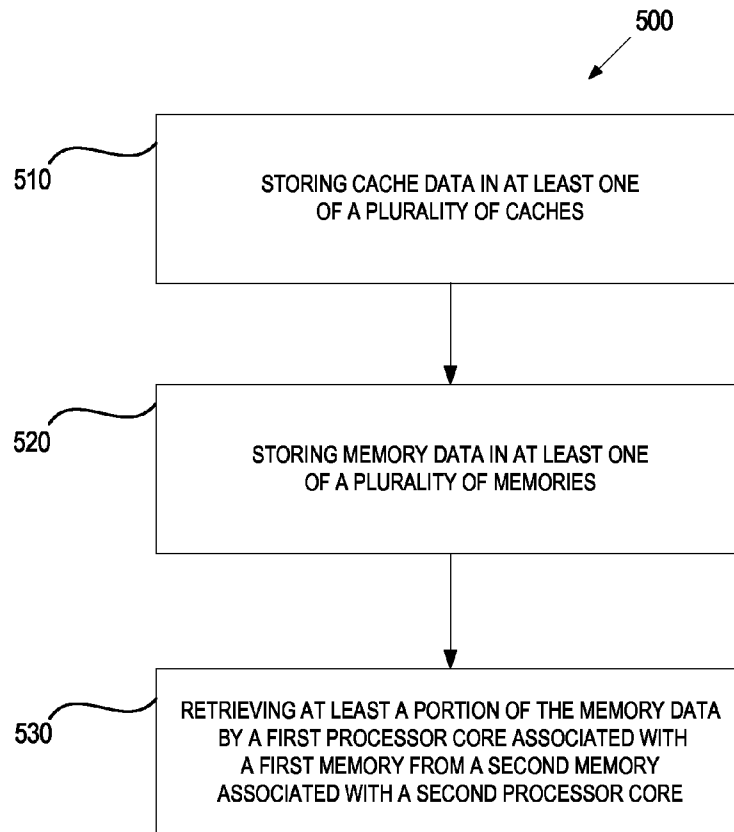 500
510
STORING CACHE DATA IN AT LEAST ONE
OF A PLURALITY OF CACHES
520
STORING MEMORY DATA IN AT LEAST ONE
OF A PLURALITY OF MEMORIES
530
RETRIEVING AT LEAST A PORTION OF THE MEMORY DATA
BY A FIRST PROCESSOR CORE ASSOCIATED WITH
A FIRST MEMORY FROM A SECOND MEMORY
ASSOCIATED WITH A SECOND PROCESSOR CORE